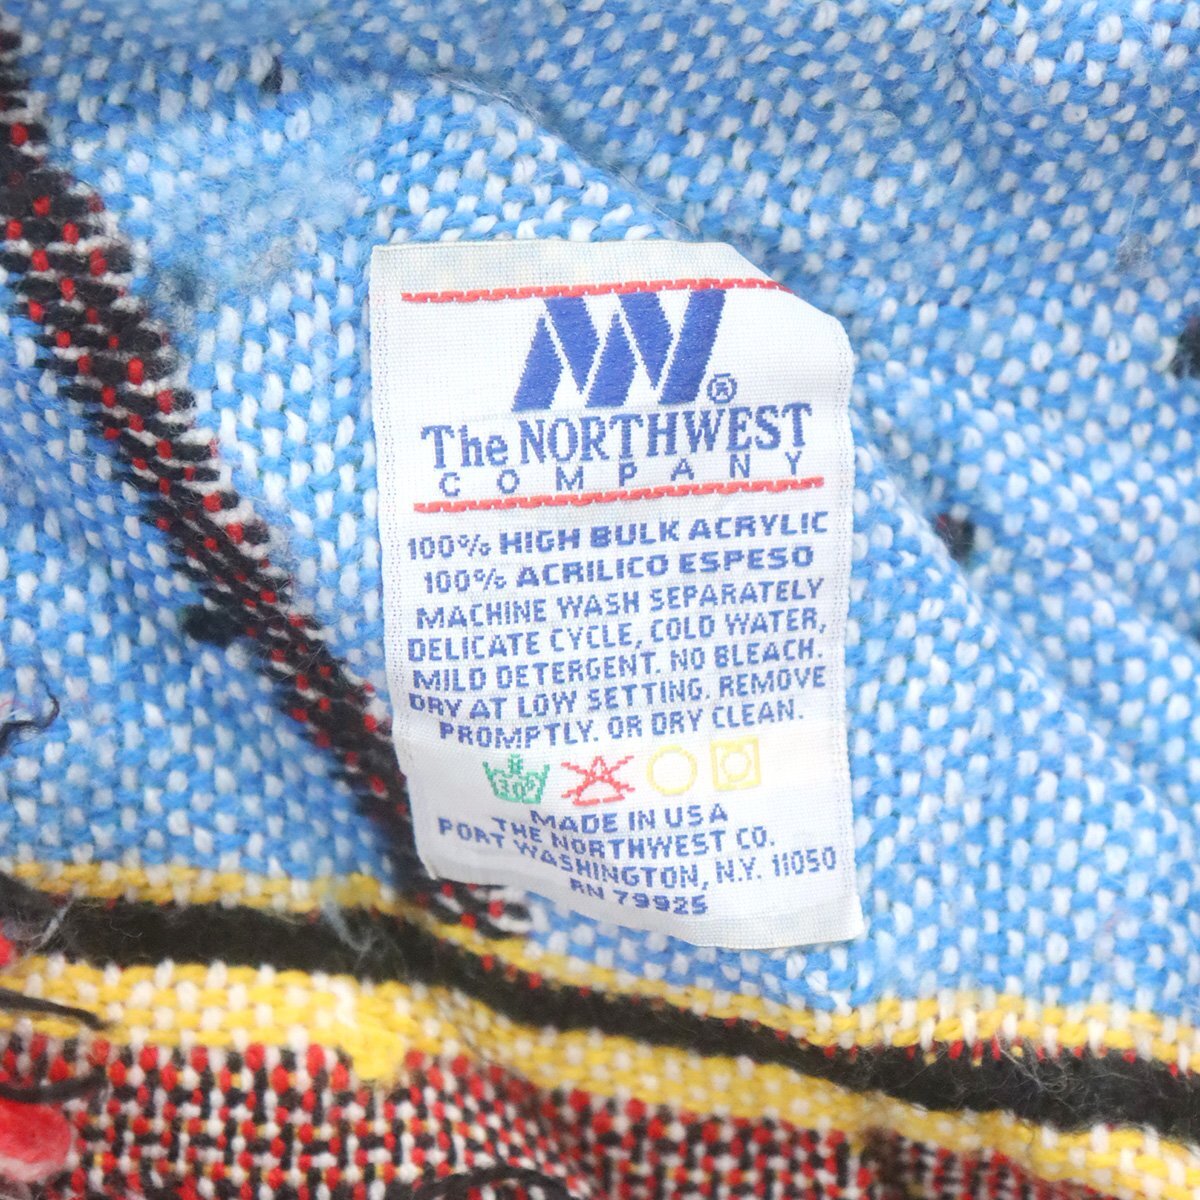 ®
The NORTHWEST
COMPANY
100% HIGH BULK ACRYLIC
100% ACRILICO ESPESO
MACHINE WASH SEPARATELY
DELICATE CYCLE, COLD WATER,
MILD DETERGENT. NO BLEACH.
DRY AT LOW SETTING. REMOVE
PROMPTLY. OR DRY CLEAN.
30°
MADE IN USA
THE NORTHWEST CO.
PORT WASHINGTON, N.Y. 11050
RN 79925